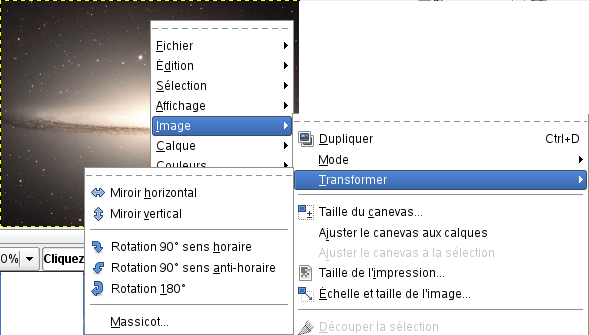 Fichier
Édition
Sélection
Affichage
Image
Calque
Couleurs
Dupliquer Ctrl+D
Mode
Transformer
Taille du canevas...
Ajuster le canevas aux calques
Ajuster le canevas à la sélection
Taille de l'impression...
Échelle et taille de l'image...
Découper la sélection
Miroir horizontal
Miroir vertical
Rotation 90° sens horaire
Rotation 90° sens anti-horaire
Rotation 180°
Massicot...
0%
Cliquez